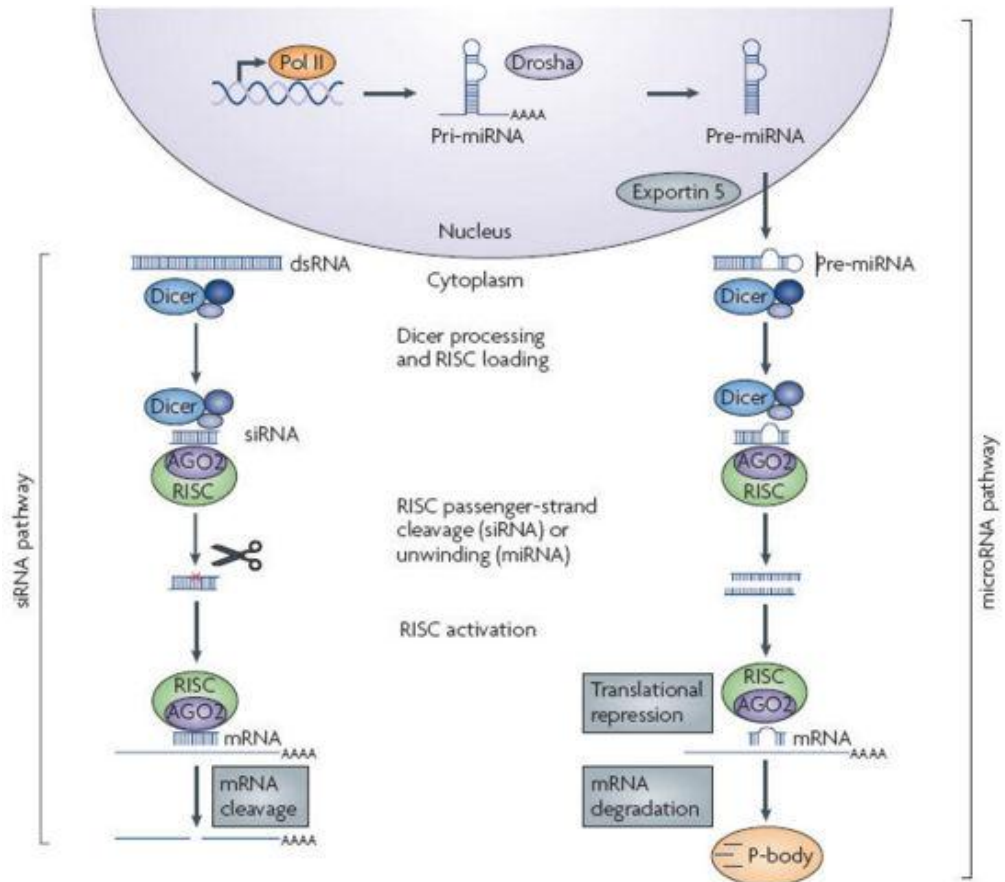 Pol II
Drosha
AAAA
Pri-miRNA
Pre-miRNA
Exportin 5
Nucleus
dsRNA
Cytoplasm
Pre-miRNA
Dicer
Dicer
Dicer processing
and RISC loading
Dicer
siRNA
AGO2
RISC
Dicer
AGO2
RISC
siRNA pathway
microRNA pathway
RISC passenger-strand
cleavage (siRNA) or
unwinding (miRNA)
RISC activation
RISC
AGO2
mRNA
AAAA
Translational
repression
RISC
AGO2
mRNA
AAAA
mRNA
cleavage
AAAA
mRNA
degradation
P-body